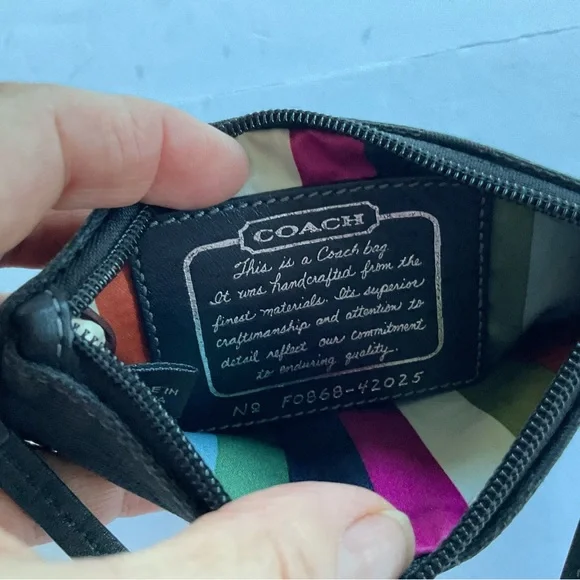 COACH
This is a Coach bag.
It was handcrafted from the
finest materials. Its superior
craftsmanship and attention to
detail reflect our commitment
to enduring quality.
No F0868-42025
E IN